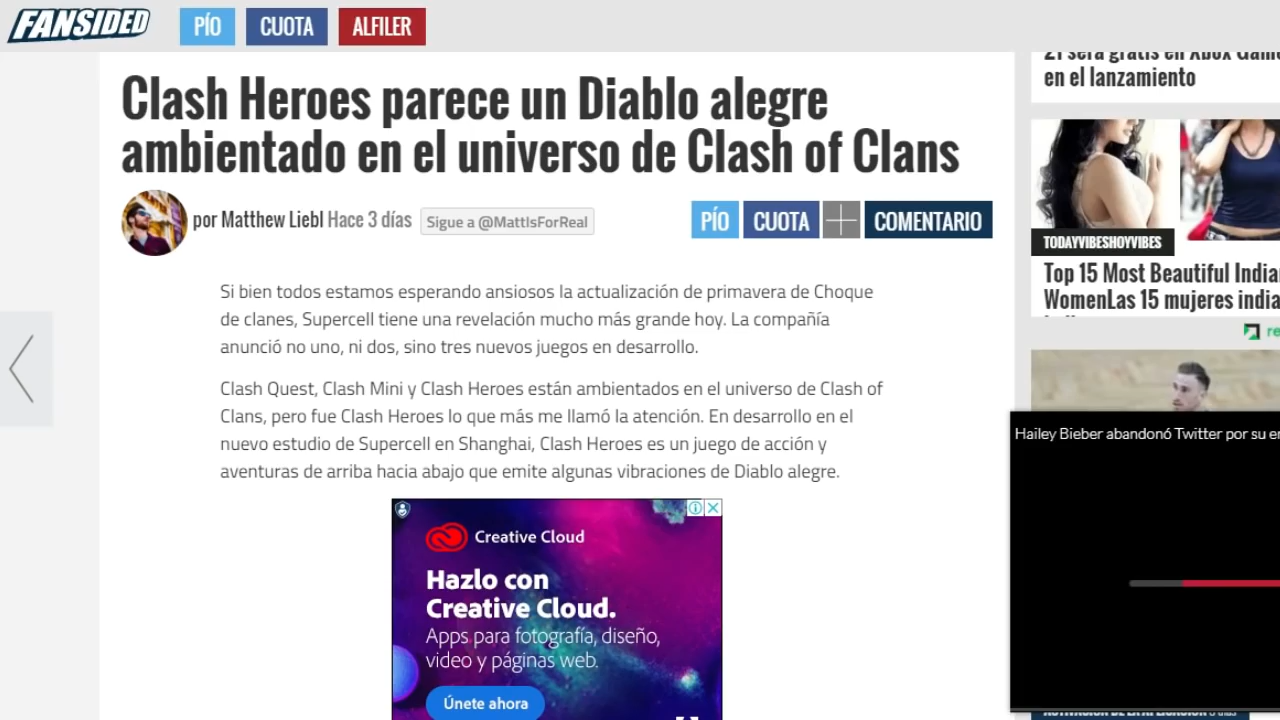 FANSIDED
PÍO
CUOTA
ALFILER
Clash Heroes parece un Diablo alegre
ambientado en el universo de Clash of Clans
por Matthew Liebl Hace 3 días
Sigue a @MattIsForReal
PÍO
CUOTA
COMENTARIO
Si bien todos estamos esperando ansiosos la actualización de primavera de Choque
de clanes, Supercell tiene una revelación mucho más grande hoy. La compañía
anunció no uno, ni dos, sino tres nuevos juegos en desarrollo.
Clash Quest, Clash Mini y Clash Heroes están ambientados en el universo de Clash of
Clans, pero fue Clash Heroes lo que más me llamó la atención. En desarrollo en el
nuevo estudio de Supercell en Shanghai, Clash Heroes es un juego de acción y
aventuras de arriba hacia abajo que emite algunas vibraciones de Diablo alegre.
Creative Cloud
Hazlo con
Creative Cloud.
Apps para fotografía, diseño,
video y páginas web.
Únete ahora
21 será gratis en Xbox Gam
en el lanzamiento
TODAYVIBESHOYVIBES
Top 15 Most Beautiful India
WomenLas 15 mujeres india
re
Hailey Bieber abandonó Twitter por su e